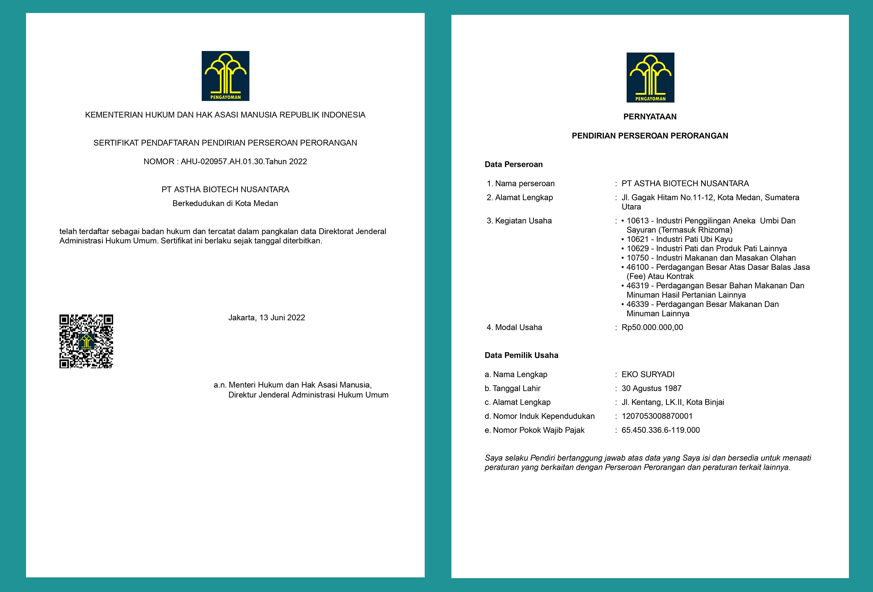 PENGAYOMAN
KEMENTERIAN HUKUM DAN HAK ASASI MANUSIA REPUBLIK INDONESIA
SERTIFIKAT PENDAFTARAN PENDIRIAN PERSEROAN PERORANGAN
NOMOR : AHU-020957.AH.01.30.Tahun 2022
PT ASTHA BIOTECH NUSANTARA
Berkedudukan di Kota Medan
telah terdaftar sebagai badan hukum dan tercatat dalam pangkalan data Direktorat Jenderal
Administrasi Hukum Umum. Sertifikat ini berlaku sejak tanggal diterbitkan.
Jakarta, 13 Juni 2022
a.n. Menteri Hukum dan Hak Asasi Manusia,
Direktur Jenderal Administrasi Hukum Umum
PENGAYOMAN
PERNYATAAN
PENDIRIAN PERSEROAN PERORANGAN
Data Perseroan
1. Nama perseroan : PT ASTHA BIOTECH NUSANTARA
2. Alamat Lengkap : Jl. Gagak Hitam No.11-12, Kota Medan, Sumatera
Utara
3. Kegiatan Usaha : • 10613 - Industri Penggilingan Aneka Umbi Dan
Sayuran (Termasuk Rhizoma)
• 10621 - Industri Pati Ubi Kayu
• 10629 - Industri Pati dan Produk Pati Lainnya
• 10750 - Industri Makanan dan Masakan Olahan
• 46100 - Perdagangan Besar Atas Dasar Balas Jasa
(Fee) Atau Kontrak
• 46319 - Perdagangan Besar Bahan Makanan Dan
Minuman Hasil Pertanian Lainnya
• 46339 - Perdagangan Besar Makanan Dan
Minuman Lainnya
4. Modal Usaha : Rp50.000.000,00
Data Pemilik Usaha
a. Nama Lengkap : EKO SURYADI
b. Tanggal Lahir : 30 Agustus 1987
c. Alamat Lengkap : Jl. Kentang, LK.II, Kota Binjai
d. Nomor Induk Kependudukan : 1207053008870001
e. Nomor Pokok Wajib Pajak : 65.450.336.6-119.000
Saya selaku Pendiri bertanggung jawab atas data yang Saya isi dan bersedia untuk menaati
peraturan yang berkaitan dengan Perseroan Perorangan dan peraturan terkait lainnya.